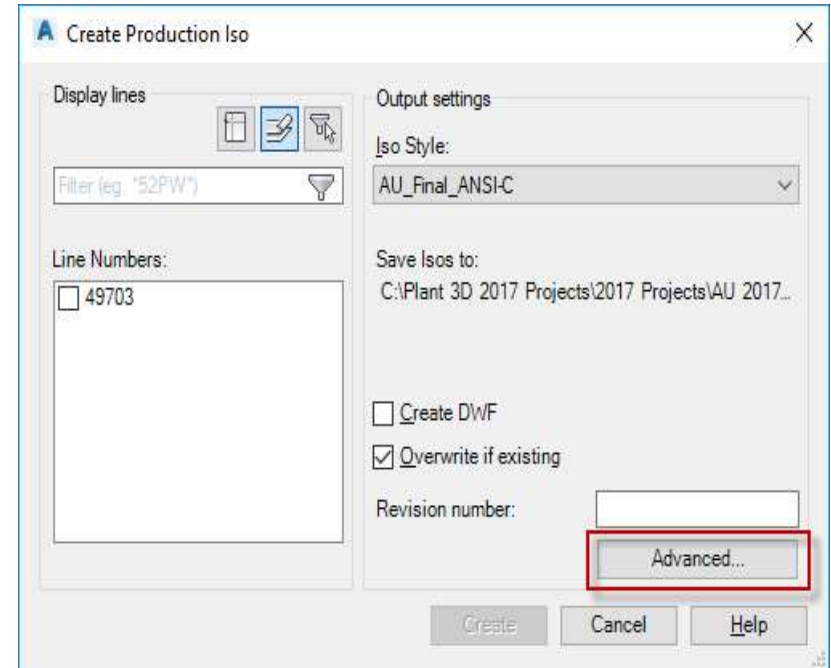 Create Production Iso
Display lines
Filter (eg. "52PW")
Line Numbers:
49703
Output settings
Iso Style:
AU_Final_ANSI-C
Save Isos to:
C:\Plant 3D 2017 Projects\2017 Projects\AU 2017...
Create DWF
Overwrite if existing
Revision number:
Advanced...
Create
Cancel
Help